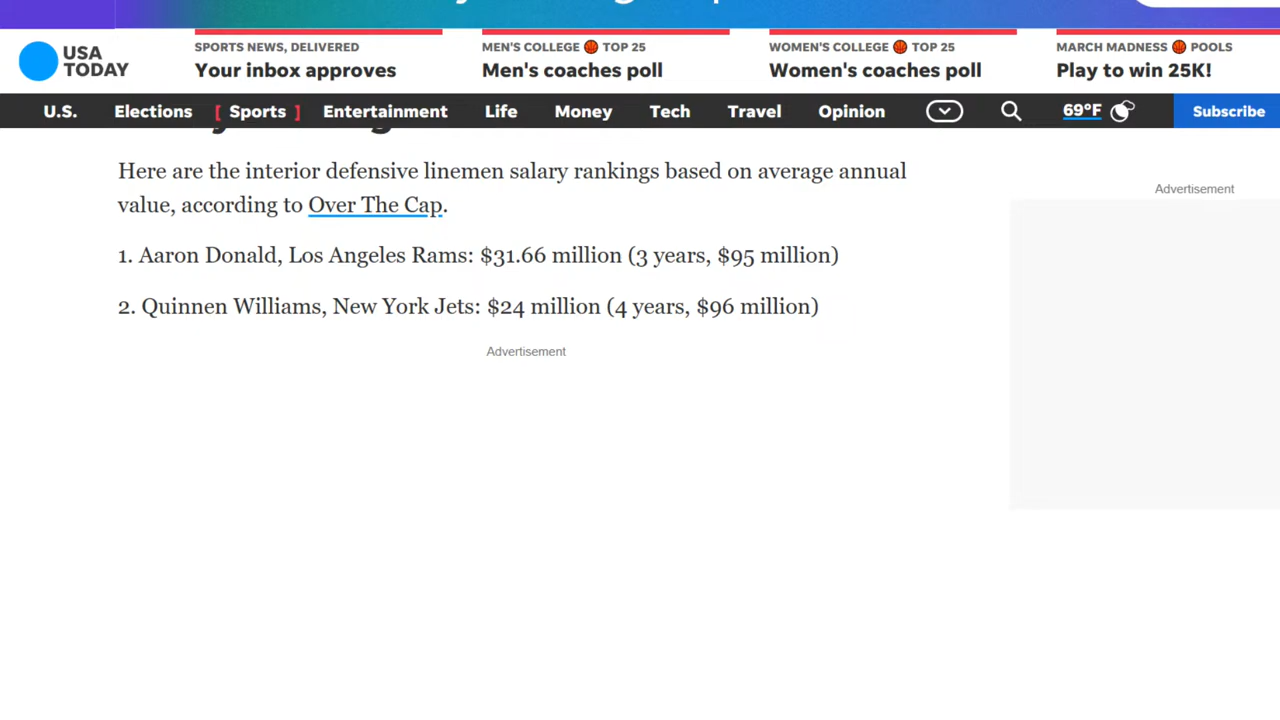 USA
TODAY
SPORTS NEWS, DELIVERED
Your inbox approves
MEN'S COLLEGE 🏀 TOP 25
Men's coaches poll
WOMEN'S COLLEGE 🏀 TOP 25
Women's coaches poll
MARCH MADNESS 🏀 POOLS
Play to win 25K!
U.S. Elections [ Sports ] Entertainment Life Money Tech Travel Opinion 69°F Subscribe
Here are the interior defensive linemen salary rankings based on average annual
value, according to Over The Cap.
1. Aaron Donald, Los Angeles Rams: $31.66 million (3 years, $95 million)
2. Quinnen Williams, New York Jets: $24 million (4 years, $96 million)
Advertisement
Advertisement